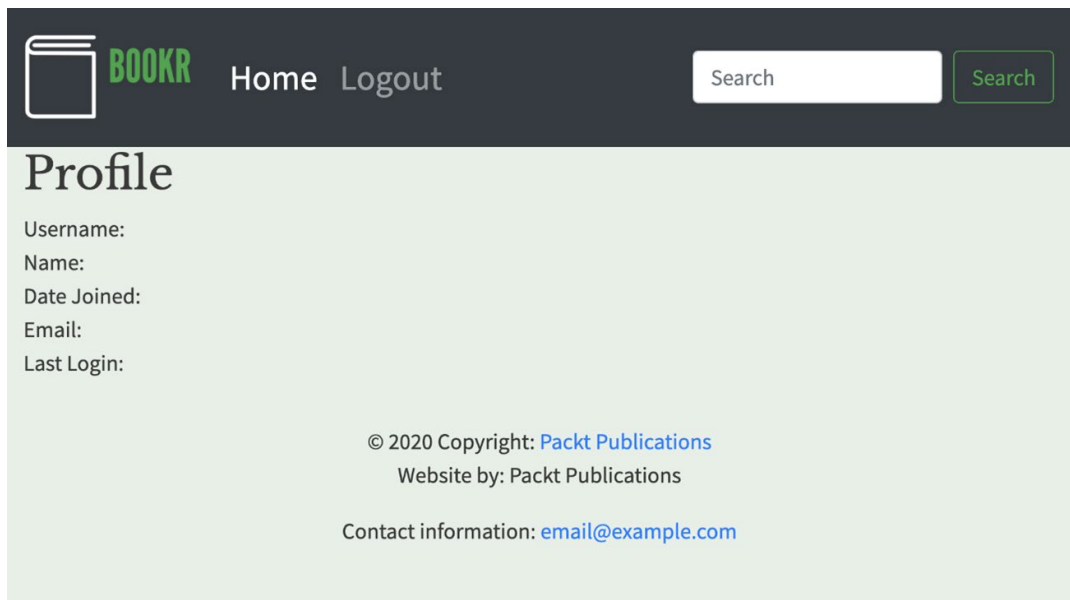 BOOKR Home Logout Search Search
Profile
Username:
Name:
Date Joined:
Email:
Last Login:
© 2020 Copyright: Packt Publications
Website by: Packt Publications
Contact information: email@example.com